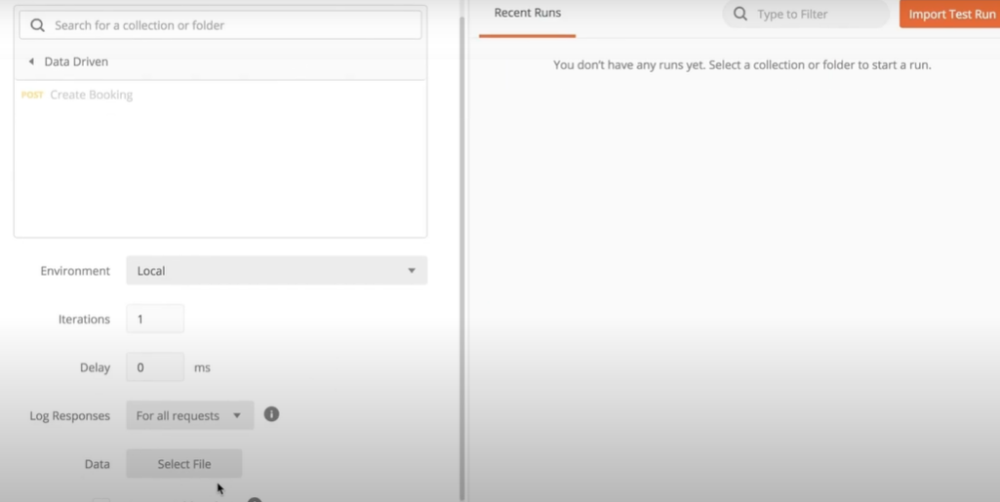 Search for a collection or folder
Data Driven
POST Create Booking
Environment Local
Iterations 1
Delay 0 ms
Log Responses For all requests
Data Select File
Recent Runs
Type to Filter
Import Test Run
You don't have any runs yet. Select a collection or folder to start a run.